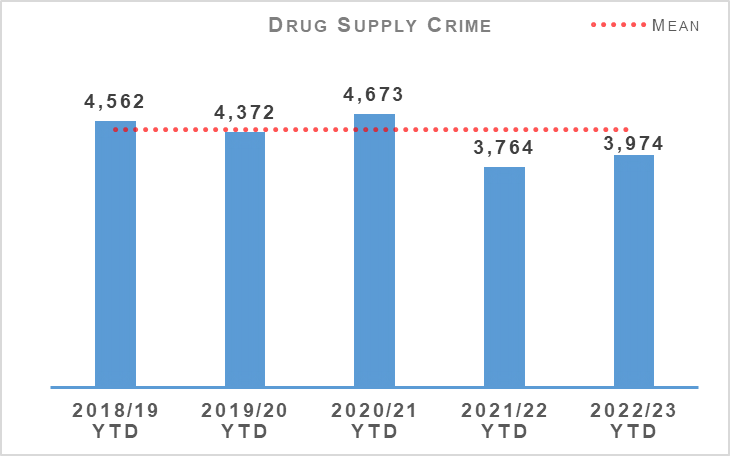 DRUG SUPPLY CRIME
MEAN
4,562
4,372
4,673
3,764
3,974
2018/19 YTD
2019/20 YTD
2020/21 YTD
2021/22 YTD
2022/23 YTD